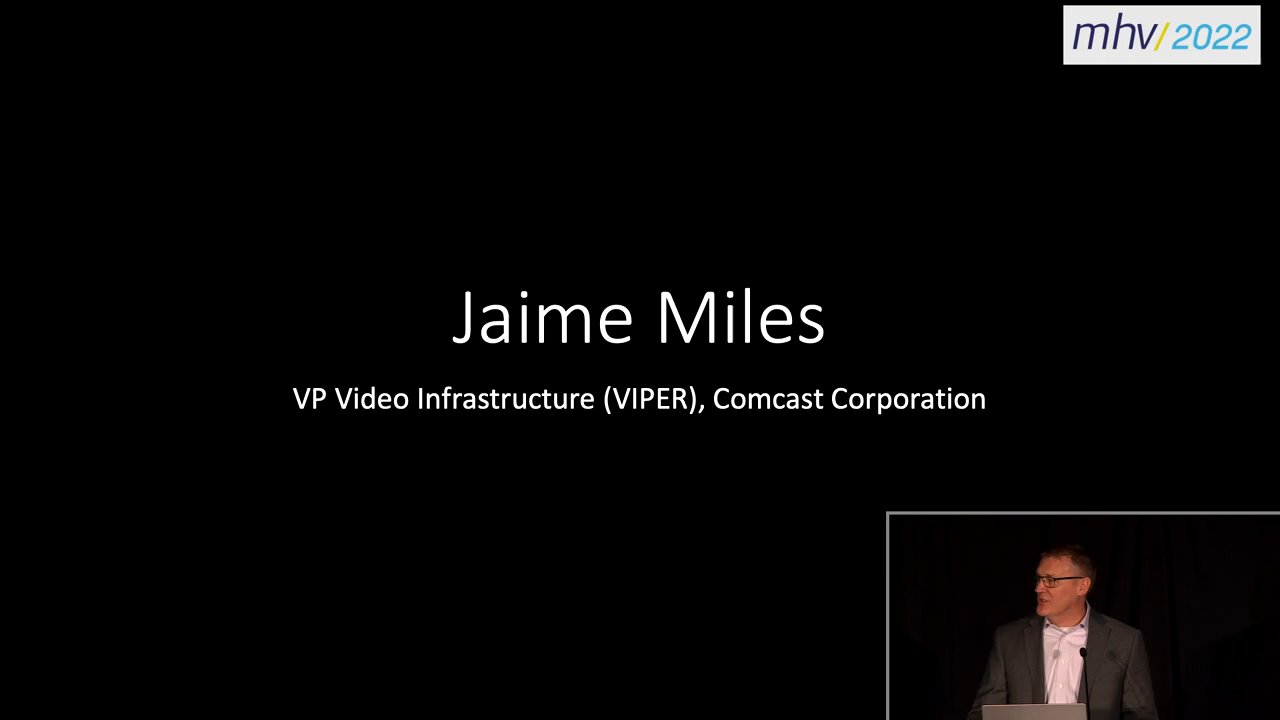 mhv/2022
Jaime Miles
VP Video Infrastructure (VIPER), Comcast Corporation